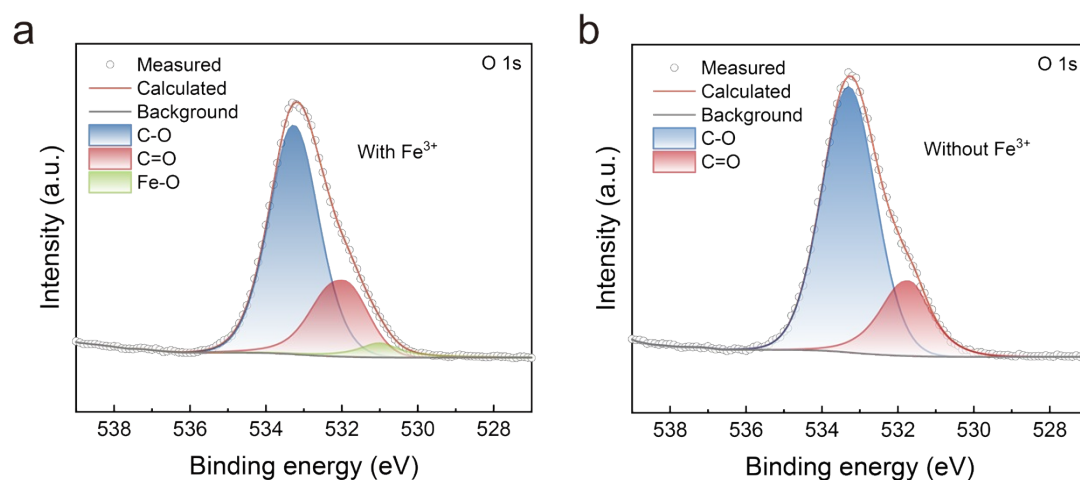 a
Measured
Calculated
Background
C-O
C=O
Fe-O
O 1s
With Fe³⁺
Intensity (a.u.)
538 536 534 532 530 528
Binding energy (eV)
b
Measured
Calculated
Background
C-O
C=O
O 1s
Without Fe³⁺
Intensity (a.u.)
538 536 534 532 530 528
Binding energy (eV)